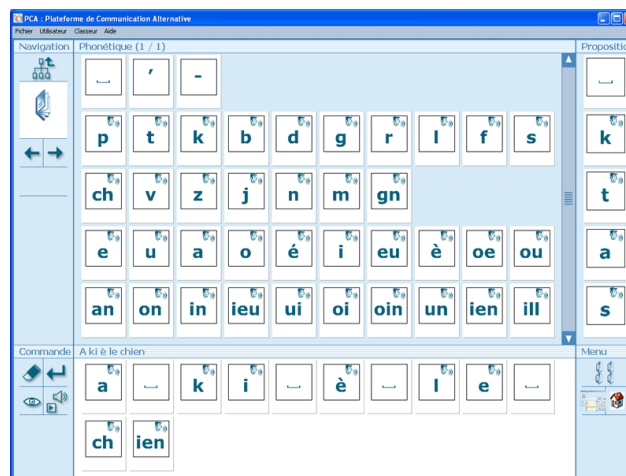 PCA : Plateforme de Communication Alternative
Fichier Utilisateur Classeur Aide
Navigation Phonétique (1 / 1) Propositio
' -
p t k b d g r l f s k
ch v z j n m gn t
e u a o é i eu è oe ou a
an on in ieu ui oi oin un ien ill s
Commande A ki è le chien Menu
a k i è l e
ch ien